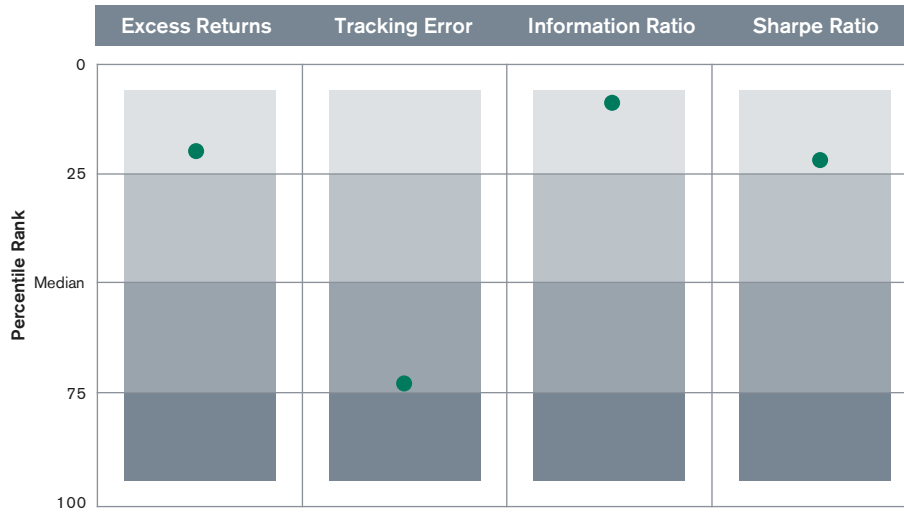 Excess Returns Tracking Error Information Ratio Sharpe Ratio
Percentile Rank
0
25
Median
75
100